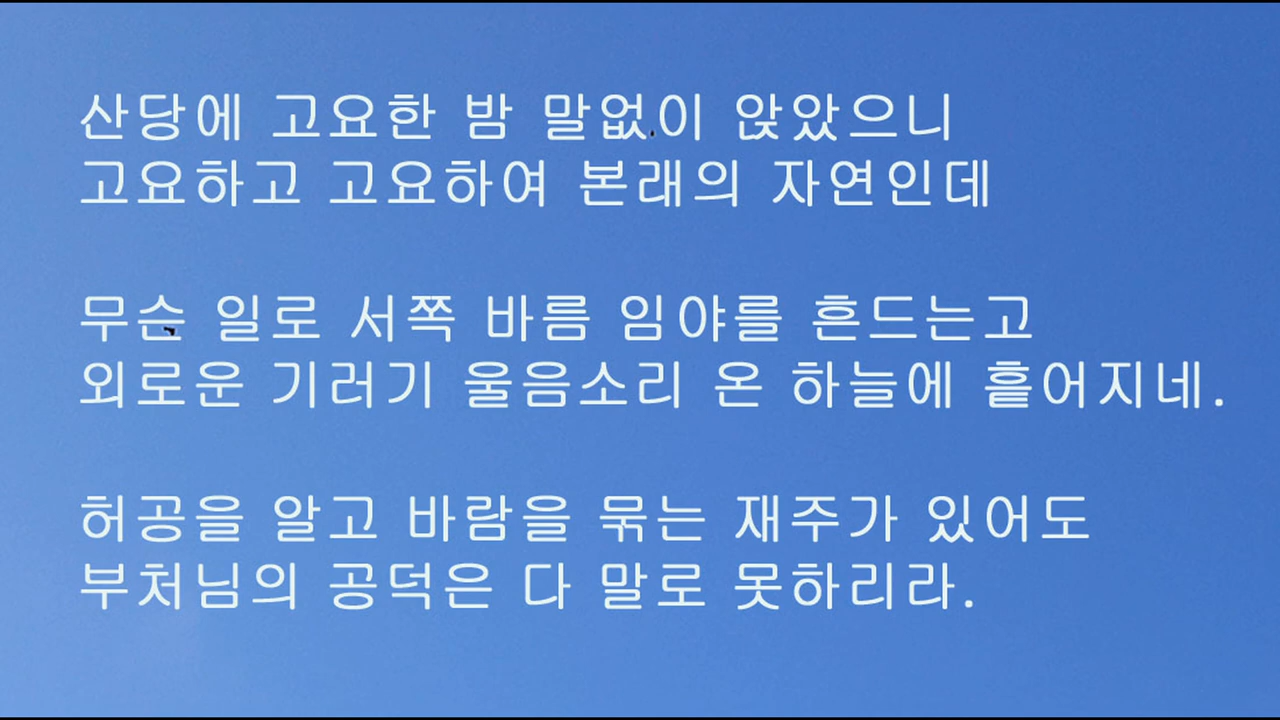 산당에 고요한 밤 말없이 앉았으니
고요하고 고요하여 본래의 자연인데
무슨 일로 서쪽 바름 임야를 흔드는고
외로운 기러기 울음소리 온 하늘에 흩어지네.
허공을 알고 바람을 묶는 재주가 있어도
부처님의 공덕은 다 말로 못하리라.